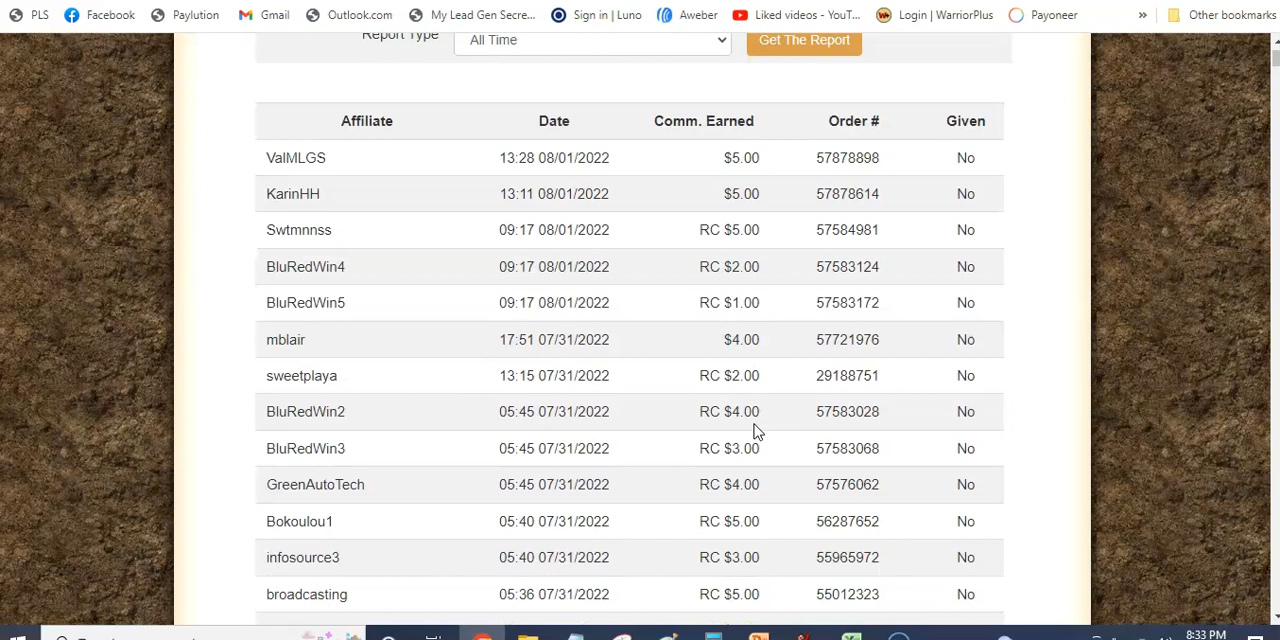 PLS Facebook Paylution Gmail Outlook.com My Lead Gen Secre... Sign in | Luno Aweber Liked videos - YouT... Login | WarriorPlus Payoneer » Other bookmarks
Report Type All Time Get The Report
Affiliate Date Comm. Earned Order # Given
ValMLGS 13:28 08/01/2022 $5.00 57878898 No
KarinHH 13:11 08/01/2022 $5.00 57878614 No
Swtmnnss 09:17 08/01/2022 RC $5.00 57584981 No
BluRedWin4 09:17 08/01/2022 RC $2.00 57583124 No
BluRedWin5 09:17 08/01/2022 RC $1.00 57583172 No
mblair 17:51 07/31/2022 $4.00 57721976 No
sweetplaya 13:15 07/31/2022 RC $2.00 29188751 No
BluRedWin2 05:45 07/31/2022 RC $4.00 57583028 No
BluRedWin3 05:45 07/31/2022 RC $3.00 57583068 No
GreenAutoTech 05:45 07/31/2022 RC $4.00 57576062 No
Bokoulou1 05:40 07/31/2022 RC $5.00 56287652 No
infosource3 05:40 07/31/2022 RC $3.00 55965972 No
broadcasting 05:36 07/31/2022 RC $5.00 55012323 No
8:33 PM